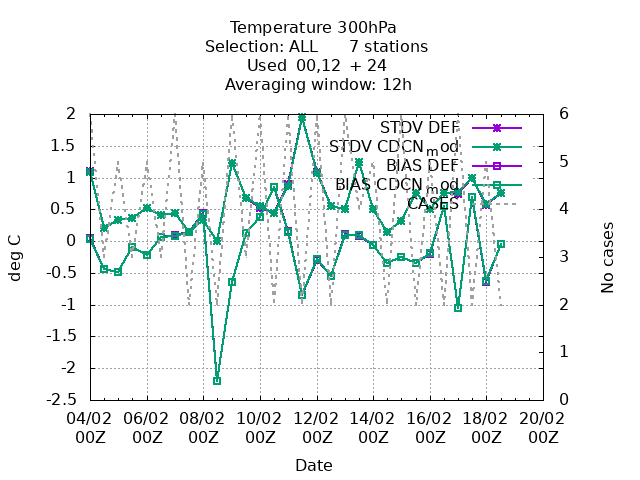 Temperature 300hPa
Selection: ALL 7 stations
Used 00,12 + 24
Averaging window: 12h
STDV DEF
STDV CDCNmod
BIAS DEF
BIAS CDCNmod
CASES
deg C
2
1.5
1
0.5
0
-0.5
-1
-1.5
-2
-2.5
No cases
6
5
4
3
2
1
0
04/02 06/02 08/02 10/02 12/02 14/02 16/02 18/02 20/02
00Z 00Z 00Z 00Z 00Z 00Z 00Z 00Z 00Z
Date